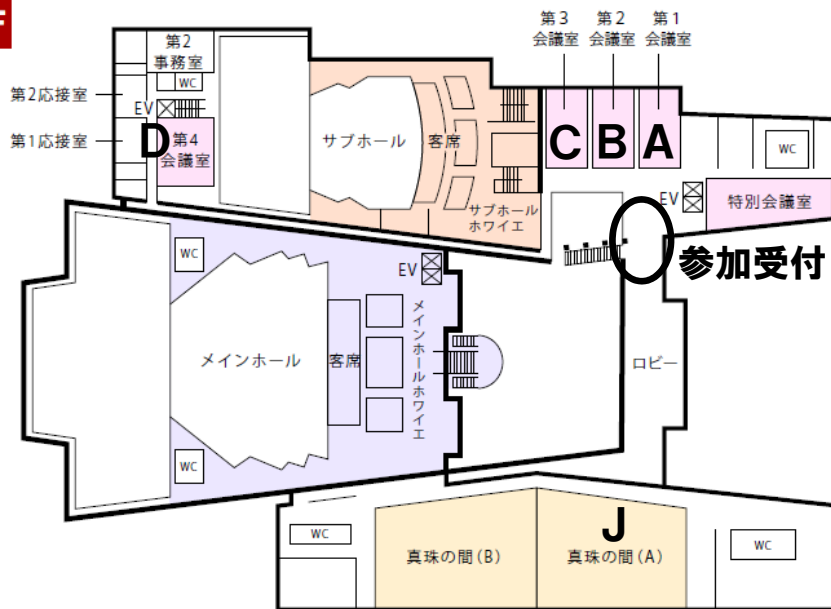 F
第3
会議室
第2
会議室
第1
会議室
第2
事務室
WC
第2応接室
EV
第1応接室
D
第4
会議室
サブホール
客席
サブホール
ホワイエ
C
B
A
WC
EV
特別会議室
参加受付
WC
EV
メインホール
客席
メインホールホワイエ
ロビー
WC
WC
真珠の間(B)
J
真珠の間(A)
WC